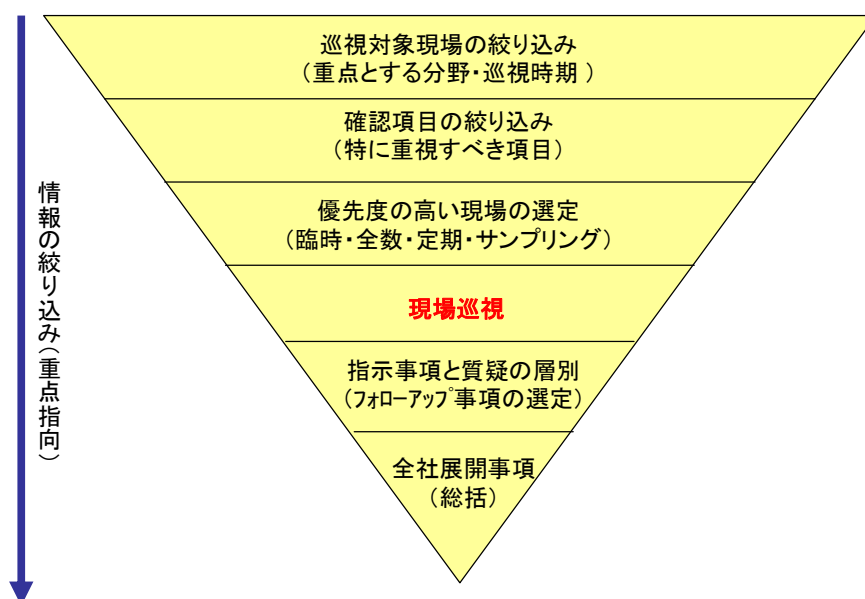 巡視対象現場の絞り込み
(重点とする分野・巡視時期 )
確認項目の絞り込み
(特に重視すべき項目)
優先度の高い現場の選定
(臨時・全数・定期・サンプリング)
現場巡視
指示事項と質疑の層別
(フォローアップ事項の選定)
全社展開事項
(総括)
情報の絞り込み(重点指向)